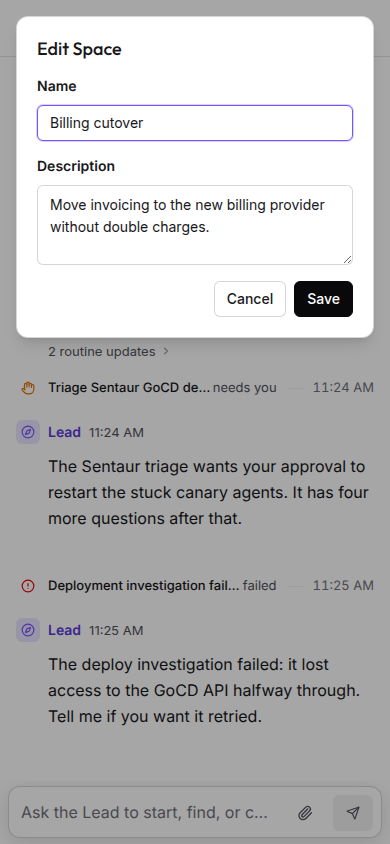 Edit Space
Name
Billing cutover
Description
Move invoicing to the new billing provider
without double charges.
Cancel
Save
2 routine updates
Triage Sentaur GoCD de... needs you
11:24 AM
Lead 11:24 AM
The Sentaur triage wants your approval to
restart the stuck canary agents. It has four
more questions after that.
Deployment investigation fail... failed
11:25 AM
Lead 11:25 AM
The deploy investigation failed: it lost
access to the GoCD API halfway through.
Tell me if you want it retried.
Ask the Lead to start, find, or c...